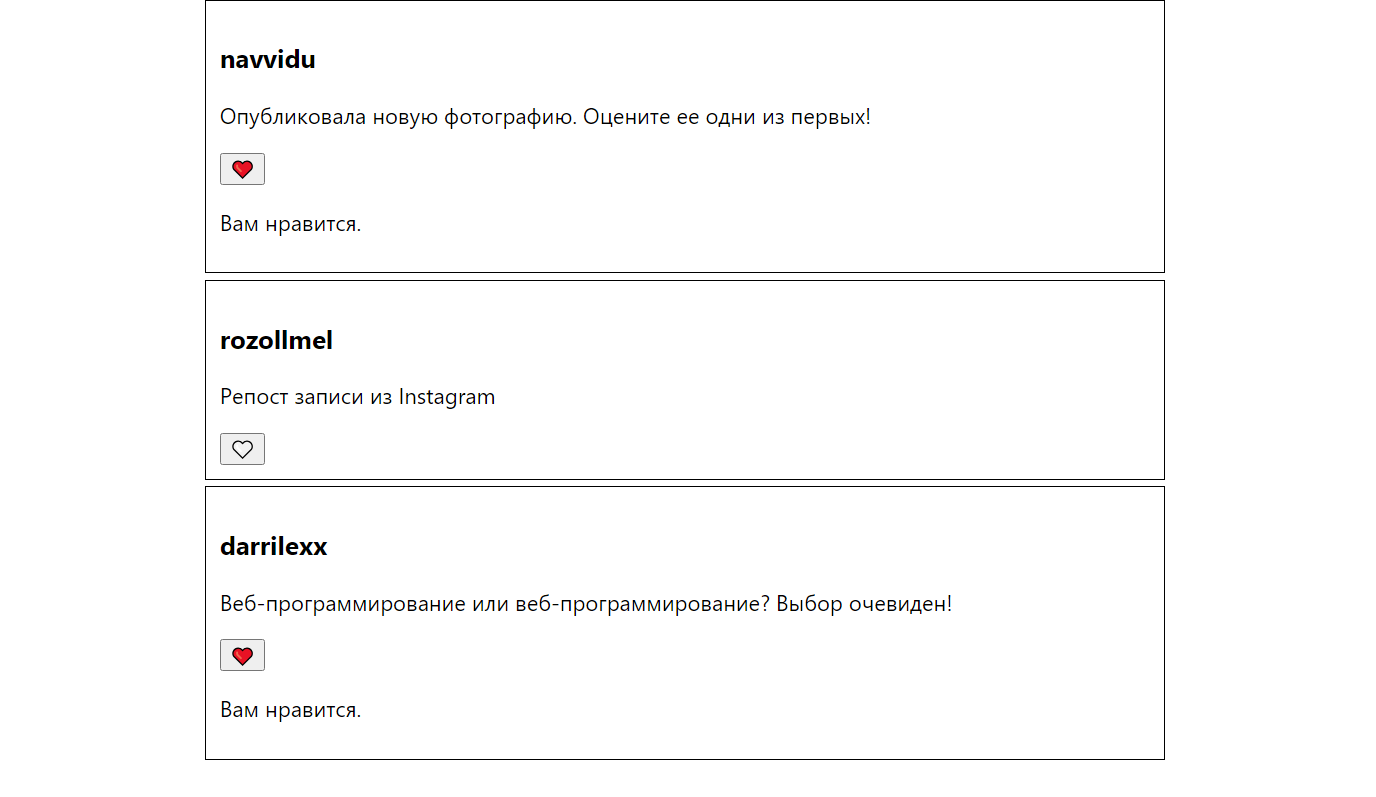 navvidu
Опубликовала новую фотографию. Оцените ее одни из первых!
Вам нравится.
rozollmel
Репост записи из Instagram
darrilexx
Веб-программирование или веб-программирование? Выбор очевиден!
Вам нравится.